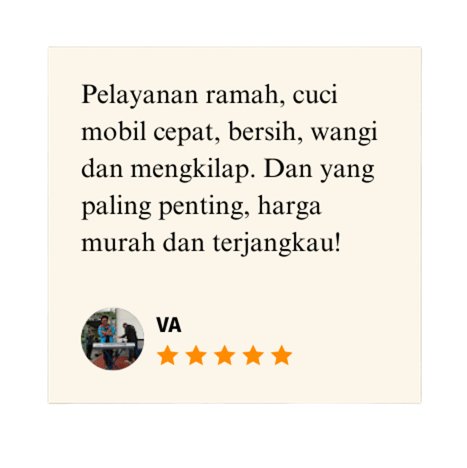 Pelayanan ramah, cuci
mobil cepat, bersih, wangi
dan mengkilap. Dan yang
paling penting, harga
murah dan terjangkau!
VA